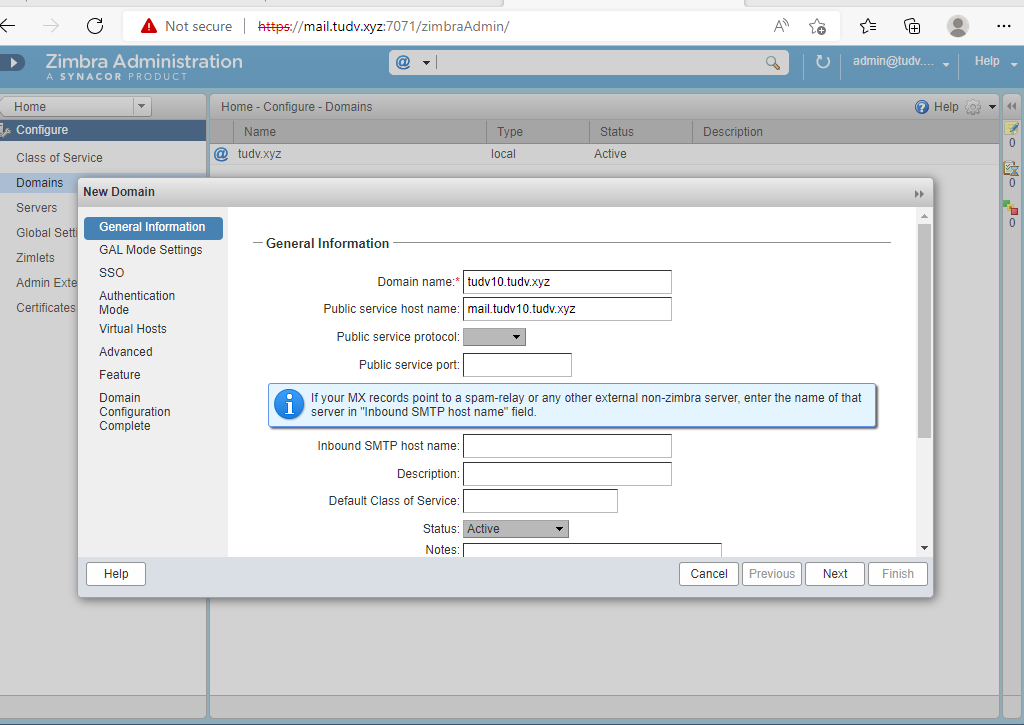 Not secure
https://mail.tudv.xyz:7071/zimbraAdmin/
Zimbra Administration
A SYNACOR PRODUCT
@
admin@tudv....
Help
Home
Home - Configure - Domains
Help
Configure
Name
Type
Status
Description
Class of Service
@ tudv.xyz
local
Active
0
Domains
0
Servers
0
Global Setti
Zimlets
Admin Exte
Certificates
New Domain
General Information
GAL Mode Settings
SSO
Authentication
Mode
Virtual Hosts
Advanced
Feature
Domain
Configuration
Complete
General Information
Domain name:* tudv10.tudv.xyz
Public service host name: mail.tudv10.tudv.xyz
Public service protocol:
Public service port:
If your MX records point to a spam-relay or any other external non-zimbra server, enter the name of that
server in "Inbound SMTP host name" field.
Inbound SMTP host name:
Description:
Default Class of Service:
Status: Active
Notes:
Help
Cancel
Previous
Next
Finish